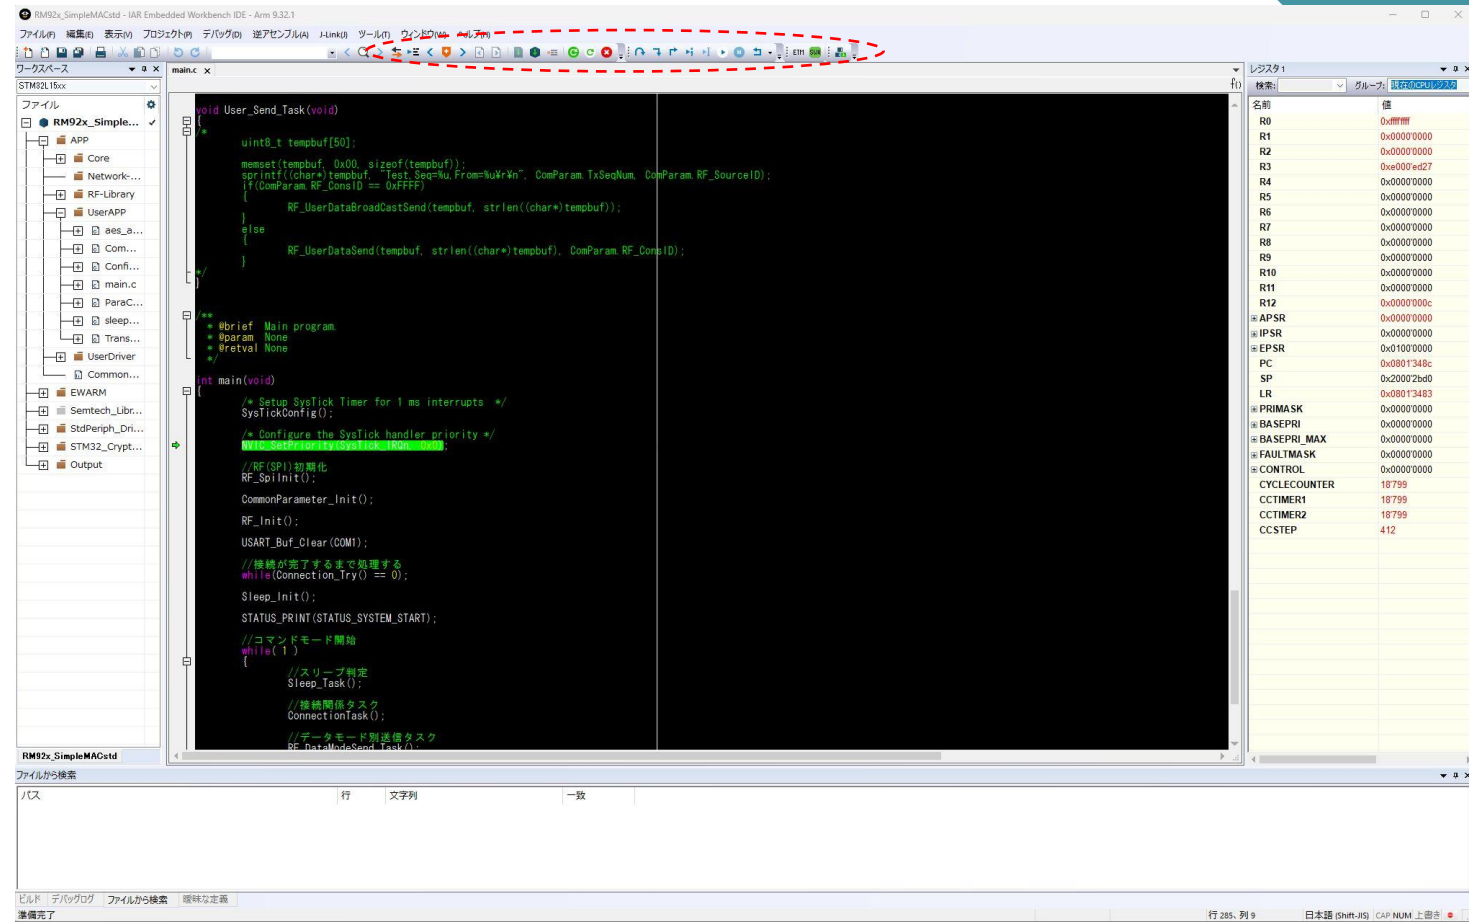 RM92x_SimpleMACstd - IAR Embedded Workbench IDE - Arm 9.32.1
ファイル(F) 編集(E) 表示(V) プロジェクト(P) デバッグ(D) 逆アセンブル(A) J-Link(J) ツール(T) ウィンドウ(W) ヘルプ(H)
ETM SWO
ワークスペース
STM32L15xx
ファイル
RM92x_Simple...
APP
Core
Network-...
RF-Library
UserAPP
aes_a...
Com...
Confi...
main.c
ParaC...
sleep...
Trans...
UserDriver
Common...
EWARM
Semtech_Libr...
StdPeriph_Dri...
STM32_Crypt...
Output
RM92x_SimpleMACstd
main.c
f()
void User_Send_Task(void)
{
/*
uint8_t tempbuf[50];
memset(tempbuf, 0x00, sizeof(tempbuf));
sprintf((char*)tempbuf, "Test,Seq=%u,From=%u¥r¥n", ComParam.TxSeqNum, ComParam.RF_SourceID);
if(ComParam.RF_ConsID == 0xFFFF)
{
RF_UserDataBroadCastSend(tempbuf, strlen((char*)tempbuf));
}
else
{
RF_UserDataSend(tempbuf, strlen((char*)tempbuf), ComParam.RF_ConsID);
}
*/
}
/**
* @brief Main program.
* @param None
* @retval None
*/
int main(void)
{
/* Setup SysTick Timer for 1 ms interrupts */
SysTickConfig();
/* Configure the SysTick handler priority */
NVIC_SetPriority(SysTick_IRQn, 0x0);
//RF(SPI)初期化
RF_SpiInit();
CommonParameter_Init();
RF_Init();
USART_Buf_Clear(COM1);
//接続が完了するまで処理する
while(Connection_Try() == 0);
Sleep_Init();
STATUS_PRINT(STATUS_SYSTEM_START);
//コマンドモード開始
while( 1 )
{
//スリープ判定
Sleep_Task();
//接続関係タスク
ConnectionTask();
//データモード別送信タスク
RF_DataModeSend_Task();
レジスタ 1
検索: グループ: 現在のCPUレジスタ
名前 値
R0 0xffffffff
R1 0x0000'0000
R2 0x0000'0000
R3 0xe000'ed27
R4 0x0000'0000
R5 0x0000'0000
R6 0x0000'0000
R7 0x0000'0000
R8 0x0000'0000
R9 0x0000'0000
R10 0x0000'0000
R11 0x0000'0000
R12 0x0000'000c
APSR 0x0000'0000
IPSR 0x0000'0000
EPSR 0x0100'0000
PC 0x0801'348c
SP 0x2000'2bd0
LR 0x0801'3483
PRIMASK 0x0000'0000
BASEPRI 0x0000'0000
BASEPRI_MAX 0x0000'0000
FAULTMASK 0x0000'0000
CONTROL 0x0000'0000
CYCLECOUNTER 18'799
CCTIMER1 18'799
CCTIMER2 18'799
CCSTEP 412
ファイルから検索
パス 行 文字列 一致
ビルド デバッグログ ファイルから検索 曖昧な定義
準備完了 行 285、列 9 日本語 (Shift-JIS) CAP NUM 上書き